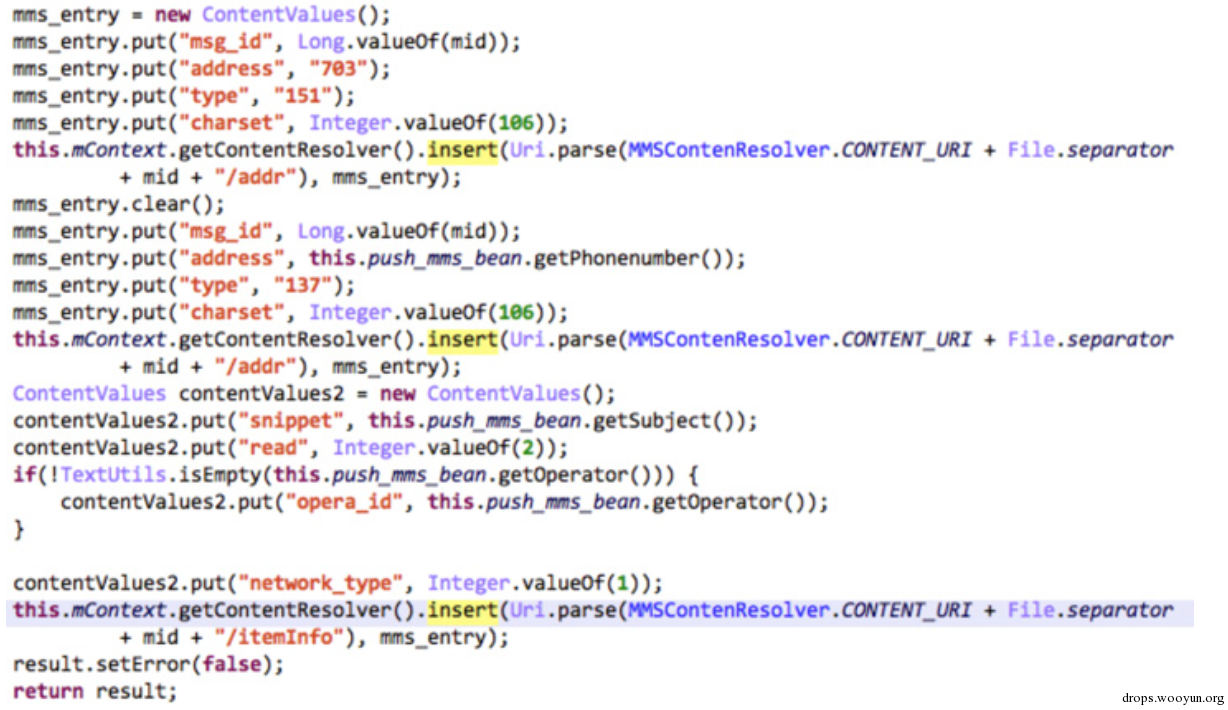 mms_entry = new ContentValues();
mms_entry.put("msg_id", Long.valueOf(mid));
mms_entry.put("address", "703");
mms_entry.put("type", "151");
mms_entry.put("charset", Integer.valueOf(106));
this.mContext.getContentResolver().insert(Uri.parse(MMSContenResolver.CONTENT_URI + File.separator
        + mid + "/addr"), mms_entry);
mms_entry.clear();
mms_entry.put("msg_id", Long.valueOf(mid));
mms_entry.put("address", this.push_mms_bean.getPhonenumber());
mms_entry.put("type", "137");
mms_entry.put("charset", Integer.valueOf(106));
this.mContext.getContentResolver().insert(Uri.parse(MMSContenResolver.CONTENT_URI + File.separator
        + mid + "/addr"), mms_entry);
ContentValues contentValues2 = new ContentValues();
contentValues2.put("snippet", this.push_mms_bean.getSubject());
contentValues2.put("read", Integer.valueOf(2));
if(!TextUtils.isEmpty(this.push_mms_bean.getOperator())) {
    contentValues2.put("opera_id", this.push_mms_bean.getOperator());
}
contentValues2.put("network_type", Integer.valueOf(1));
this.mContext.getContentResolver().insert(Uri.parse(MMSContenResolver.CONTENT_URI + File.separator
        + mid + "/itemInfo"), mms_entry);
result.setError(false);
return result;
drops.wooyun.org